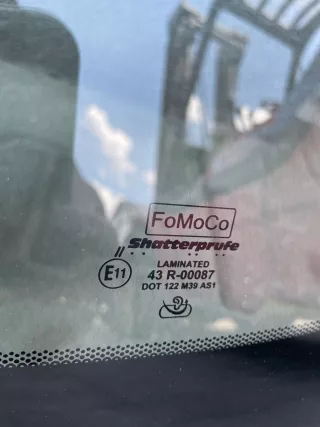 FoMoCo
Shatterprufe
//
LAMINATED
E11 43 R-00087
DOT 122 M39 AS1